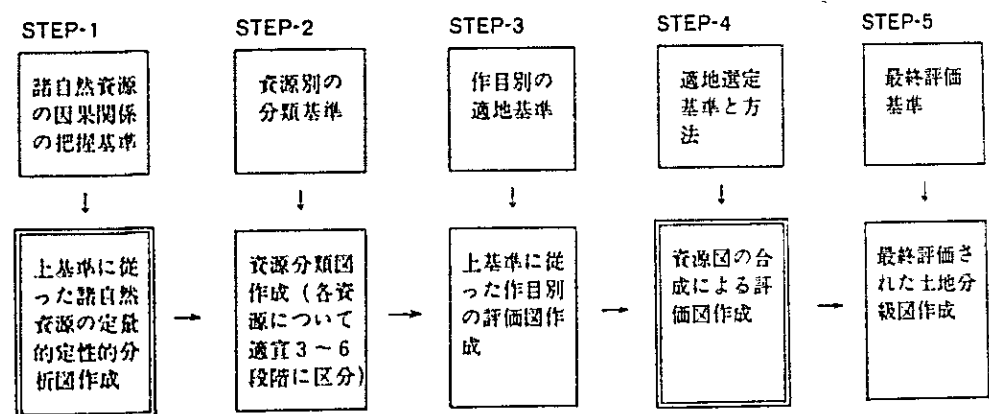 STEP-1
諸自然資源
の因果関係
の把握基準
↓
上基準に従
った諸自然
資源の定量
的定性的分
析図作成
→
STEP-2
資源別の
分類基準
↓
資源分類図
作成（各資
源について
適宜3～6
段階に区分）
→
STEP-3
作目別の
適地基準
↓
上基準に従
った作目別
の評価図作
成
→
STEP-4
適地選定
基準と方
法
↓
資源図の合
成による評
価図作成
→
STEP-5
最終評価
基準
↓
最終評価さ
れた土地分
級図作成